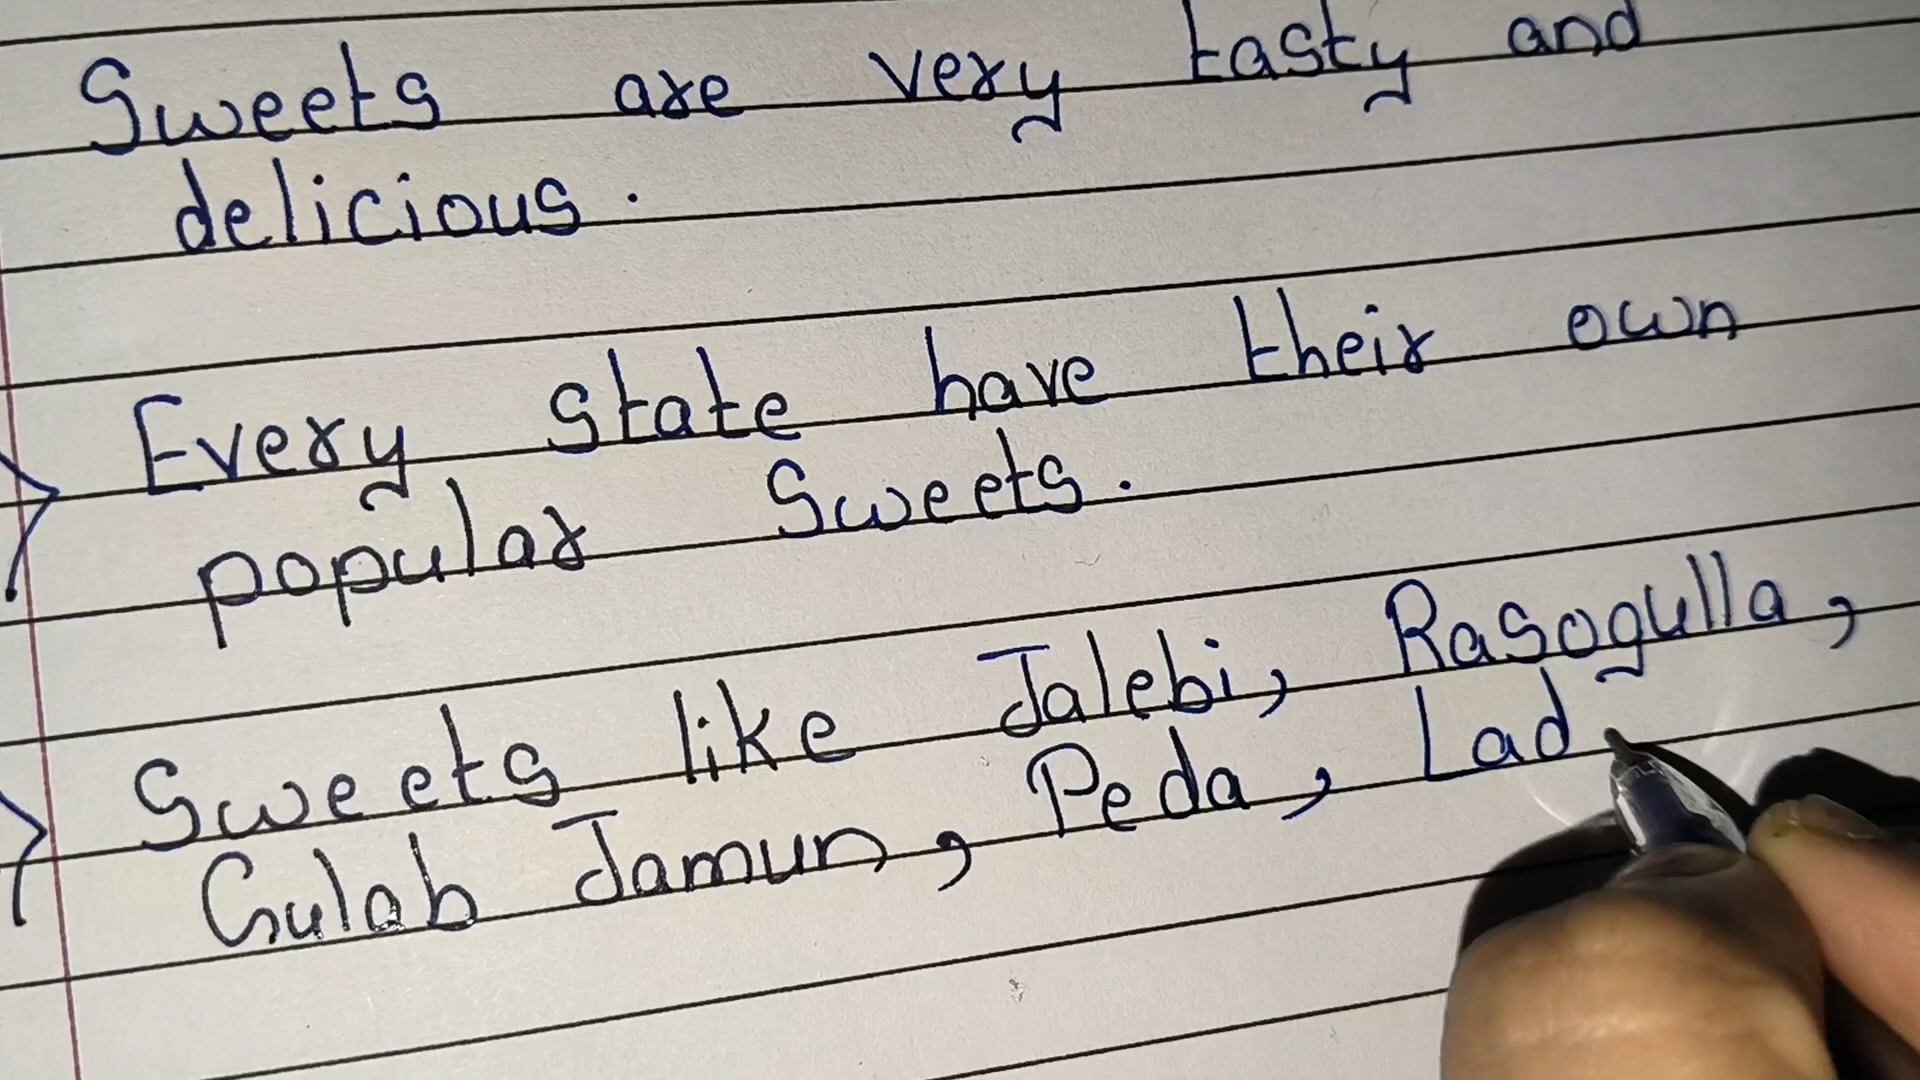 Sweets are very tasty and
delicious.
Every state have their own
popular Sweets.
Sweets like Jalebi, Rasogulla,
Gulab Jamun, Peda, Lad